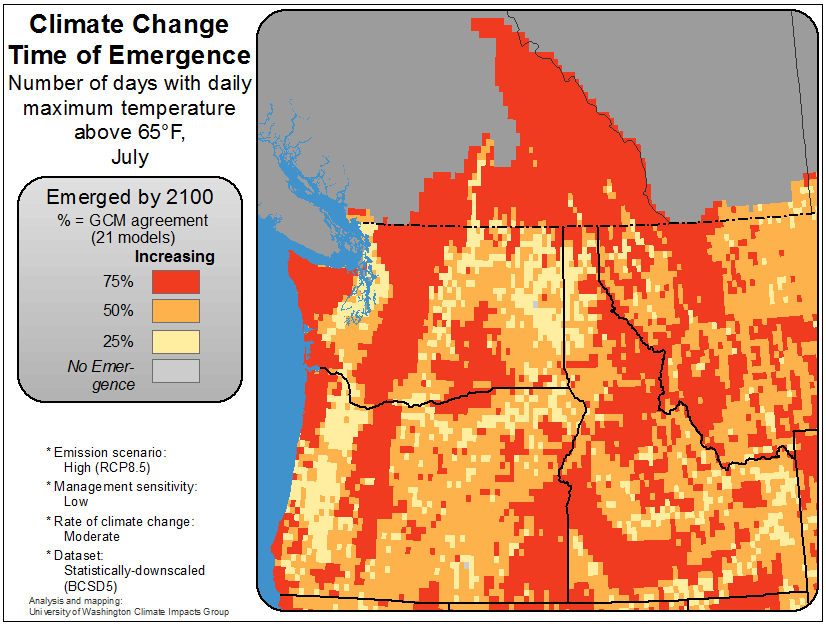 Climate Change
Time of Emergence
Number of days with daily
maximum temperature
above 65°F,
July
Emerged by 2100
% = GCM agreement
(21 models)
Increasing
75%
50%
25%
No Emer-
gence
* Emission scenario:
High (RCP8.5)
* Management sensitivity:
Low
* Rate of climate change:
Moderate
* Dataset:
Statistically-downscaled
(BCSD5)
Analysis and mapping:
University of Washington Climate Impacts Group